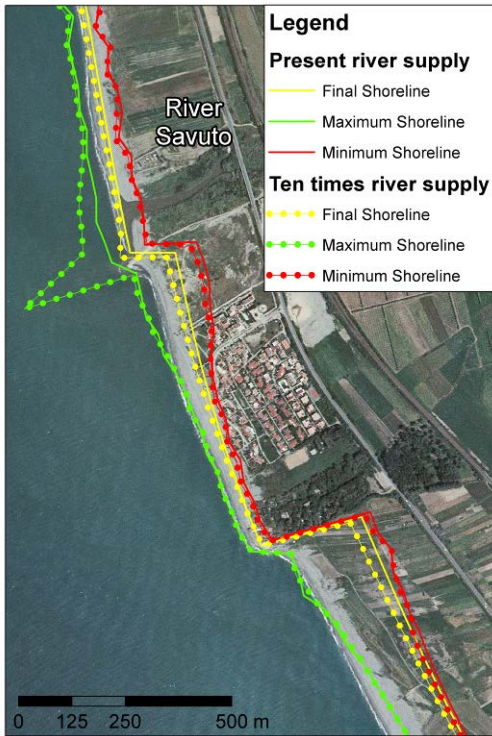 Legend
Present river supply
Final Shoreline
Maximum Shoreline
Minimum Shoreline
Ten times river supply
Final Shoreline
Maximum Shoreline
Minimum Shoreline
River
Savuto
0 125 250 500 m